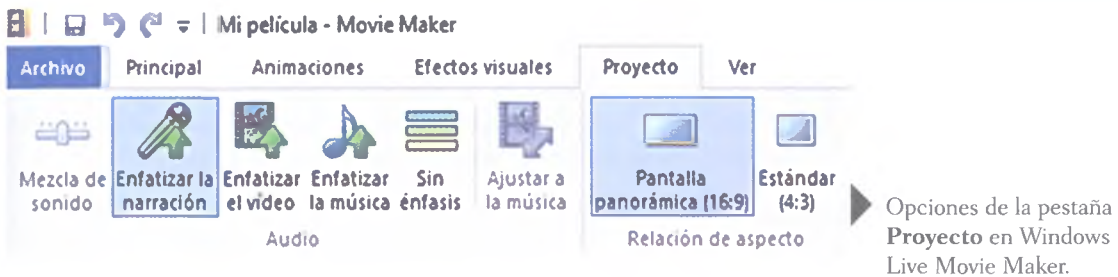 Mi película - Movie Maker
Archivo Principal Animaciones Efectos visuales Proyecto Ver
Mezcla de Enfatizar la Enfatizar Enfatizar Sin Ajustar a Pantalla Estándar
sonido narración el vídeo la música énfasis la música panorámica (16:9) (4:3)
Audio Relación de aspecto
Opciones de la pestaña
Proyecto en Windows
Live Movie Maker.